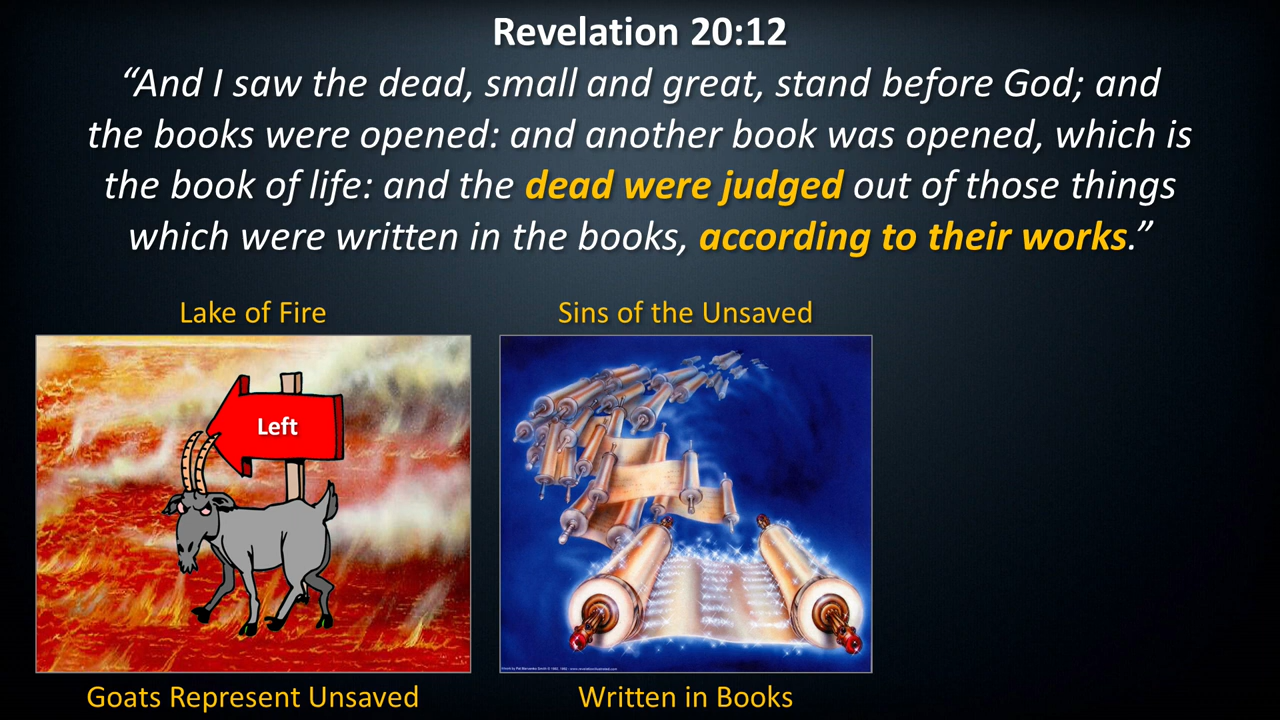 Revelation 20:12
“And I saw the dead, small and great, stand before God; and
the books were opened: and another book was opened, which is
the book of life: and the dead were judged out of those things
which were written in the books, according to their works.”
Lake of Fire
Sins of the Unsaved
Left
Goats Represent Unsaved
Written in Books